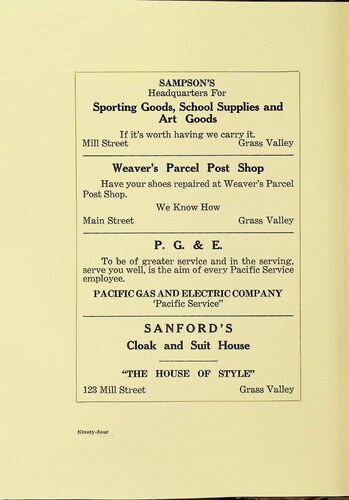 SAMPSON'S
Headquarters For
Sporting Goods, School Supplies and
Art Goods
If it's worth having we carry it.
Mill Street Grass Valley
Weaver's Parcel Post Shop
Have your shoes repaired at Weaver's Parcel
Post Shop.
We Know How
Main Street Grass Valley
P. G. & E.
To be of greater service and in the serving,
serve you well, is the aim of every Pacific Service
employee.
PACIFIC GAS AND ELECTRIC COMPANY
'Pacific Service"
SANFORD'S
Cloak and Suit House
"THE HOUSE OF STYLE"
123 Mill Street Grass Valley
Ninety-four